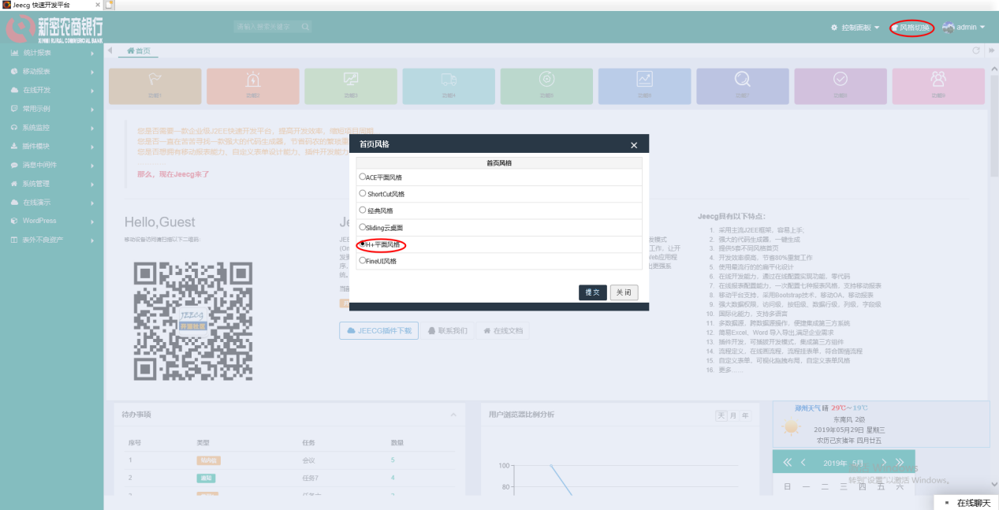 Jeecg 快速开发平台
新密农商银行
XINMI RURAL COMMERCIAL BANK
请输入搜索关键字
控制面板
风格切换
admin
首页
统计报表
移动报表
在线开发
常用示例
系统监控
插件模块
消息中间件
系统管理
在线演示
WordPress
表外不良资产
功能1
功能2
功能3
功能4
功能5
功能6
功能7
功能8
功能9
您是否需要一款企业级J2EE快速开发平台，提高开发效率，缩短项目周期
您是否一直在苦苦寻找一款强大的代码生成器，节省码农的繁琐重
您是否想拥有移动报表能力、自定义表单设计能力、插件开发能力
那么，现在Jeecg来了
首页风格
首页风格
ACE平面风格
ShortCut风格
经典风格
Sliding云桌面
H+平面风格
FineUI风格
提交
关闭
Hello,Guest
移动设备访问请扫描以下二维码：
JEECG
JEECG插件下载
联系我们
在线文档
Jeecg具有以下特点：
1. 采用主流J2EE框架，容易上手；
2. 强大的代码生成器，一键生成
3. 提供5套不同风格首页
4. 开发效率很高，节省80%重复工作
5. 使用最流行的的扁平化设计
6. 在线开发能力，通过在线配置实现功能，零代码
7. 在线报表配置能力，一次配置七种报表风格，支持移动报表
8. 移动平台支持，采用Bootstrap技术，移动OA，移动报表
9. 强大数据权限，访问级，按钮级、数据行级，列级，字段级
10. 国际化能力，支持多语言
11. 多数据源，跨数据源操作，便捷集成第三方系统
12. 简易Excel、Word 导入导出,满足企业需求
13. 插件开发，可插拔开发模式，集成第三方组件
14. 流程定义，在线画流程，流程挂表单，符合国情流程
15. 自定义表单，可视化拖拽布局，自定义表单风格
16. 更多......
待办事项
序号 类型 任务 数量
1 会议 5
2 通知 任务7 4
用户浏览器比例分析
天 月 年
100
80
郑州天气 晴 29℃~19℃
东南风 2级
2019年05月29日 星期三
农历己亥猪年 四月廿五
2019年 5月
日 一 二 三 四 五 六
转到"设置"以激活 Windows。
在线聊天